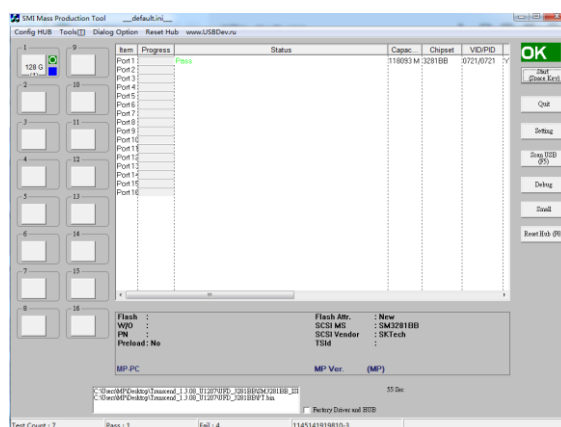 SMI Mass Production Tool __default.ini__
Config HUB Tools[T] Dialog Option Reset Hub www.USBDev.ru
Item Progress Status Capac... Chipset VID/PID
OK
1
9
128 G
2
10
3
11
4
12
5
13
6
14
7
15
8
16
Port 1 Pass 118093 M 3281BB 0721/0721
Port 2
Port 3
Port 4
Port 5
Port 6
Port 7
Port 8
Port 9
Port 10
Port 11
Port 12
Port 13
Port 14
Port 15
Port 16
Start
(Space Key)
Quit
Setting
Scan USB
(F5)
Debug
Small
Reset Hub
Flash : Flash Attr. : New
W/O : SCSI MS : SM3281BB
PN : SCSI Vendor : SKTech
Preload : No TSId :
MP-PC MP Ver. (MP)
55 Sec
Factory Driver and HUB
Test Count : 7 Pass : 1 Fail : 4 1145141919810-3